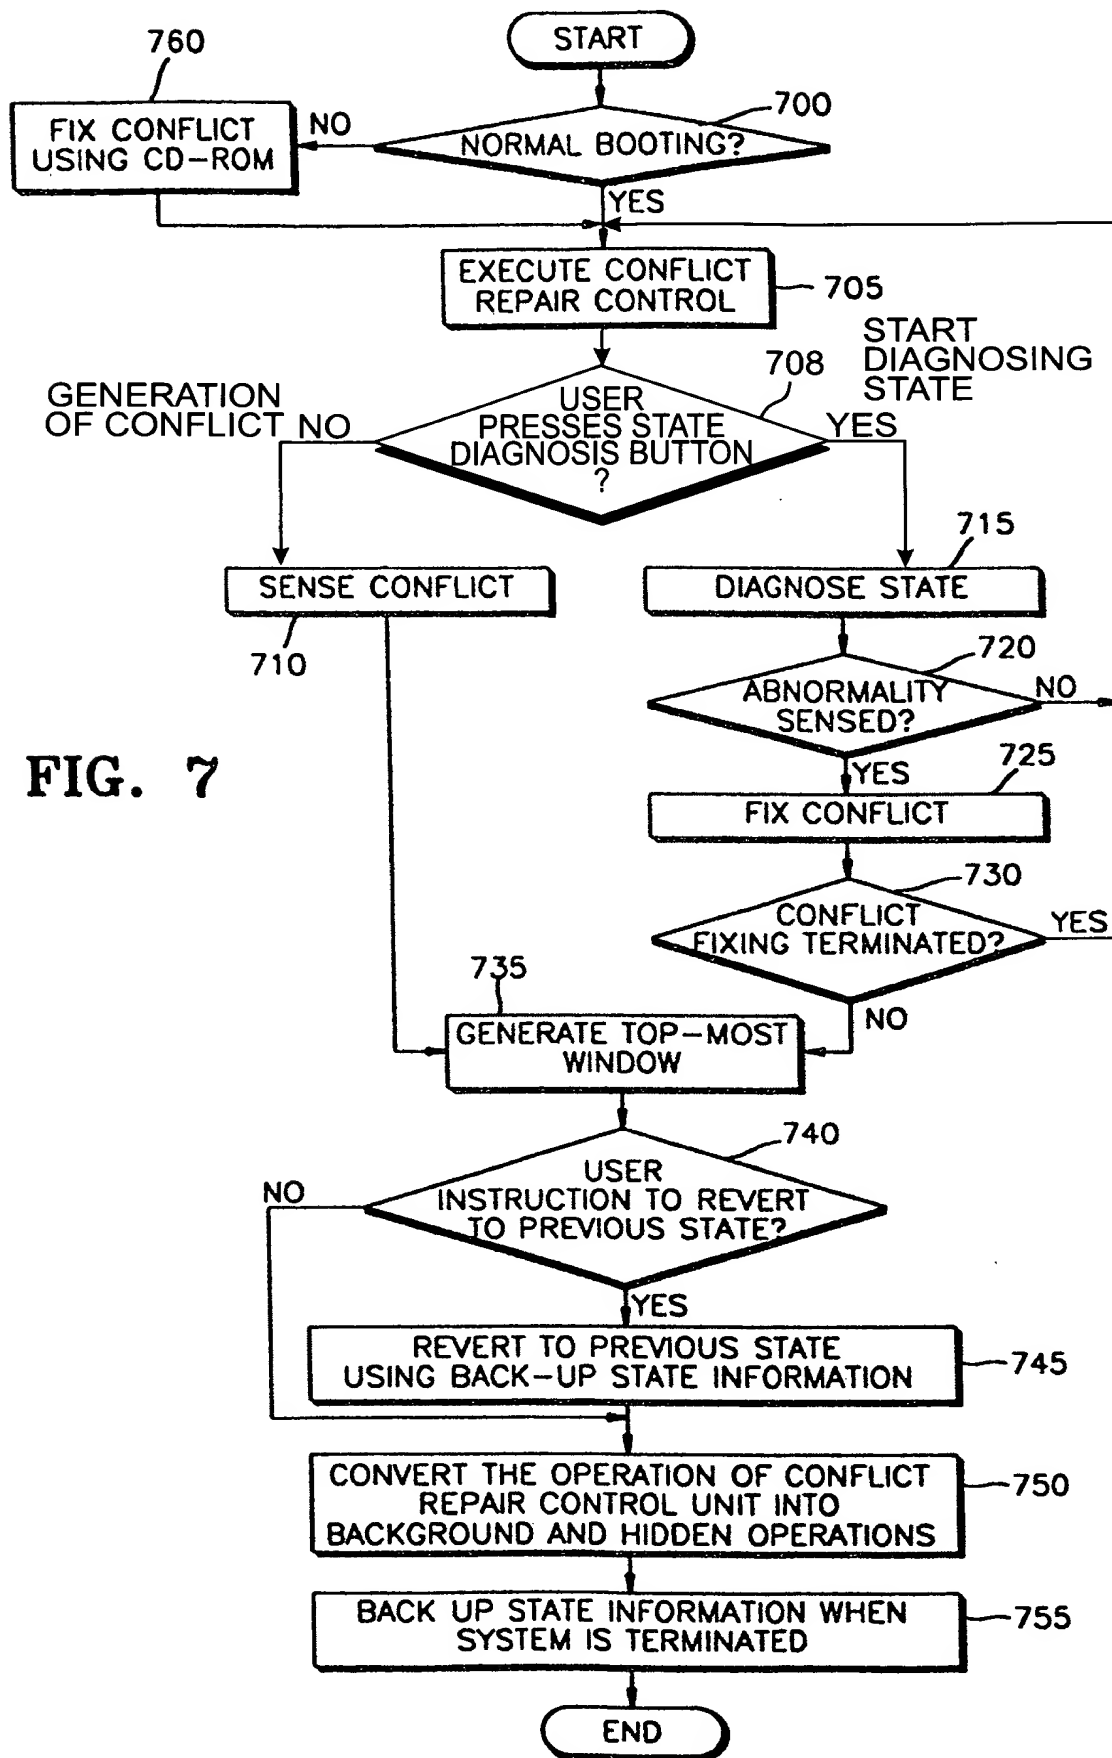 START
760
700
FIX CONFLICT
USING CD-ROM
NO
NORMAL BOOTING?
YES
EXECUTE CONFLICT
REPAIR CONTROL
705
START
DIAGNOSING
STATE
708
GENERATION
OF CONFLICT
NO
USER
PRESSES STATE
DIAGNOSIS BUTTON
?
YES
715
SENSE CONFLICT
DIAGNOSE STATE
710
720
ABNORMALITY
SENSED?
NO
FIG. 7
YES
725
FIX CONFLICT
730
CONFLICT
FIXING TERMINATED?
YES
735
NO
GENERATE TOP-MOST
WINDOW
740
USER
INSTRUCTION TO REVERT
TO PREVIOUS STATE?
NO
YES
REVERT TO PREVIOUS STATE
USING BACK-UP STATE INFORMATION
745
CONVERT THE OPERATION OF CONFLICT
REPAIR CONTROL UNIT INTO
BACKGROUND AND HIDDEN OPERATIONS
750
BACK UP STATE INFORMATION WHEN
SYSTEM IS TERMINATED
755
END